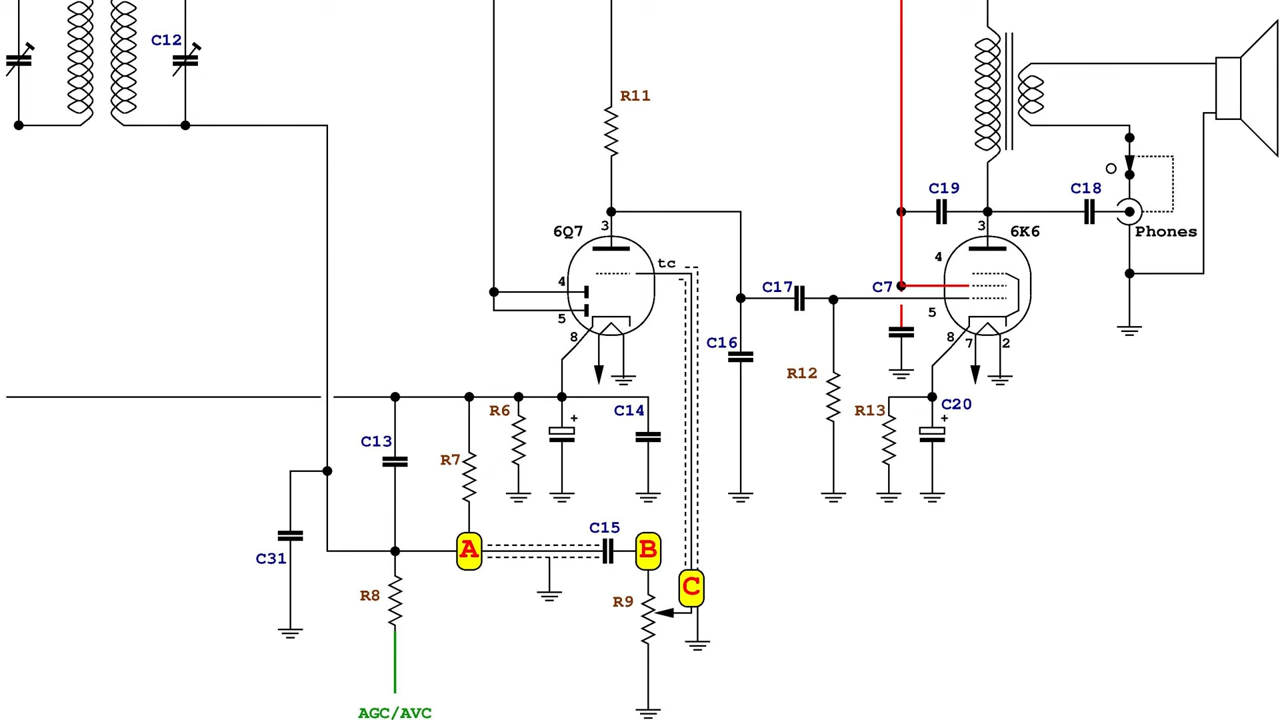 C12
R11
C19
C18
6Q7
3
3
6K6
Phones
tc
4
4
C7
C17
5
5
8
8
7
2
C16
R12
R6
+
C14
R13
C20
+
C13
R7
C15
A
B
C31
R8
R9
C
AGC/AVC